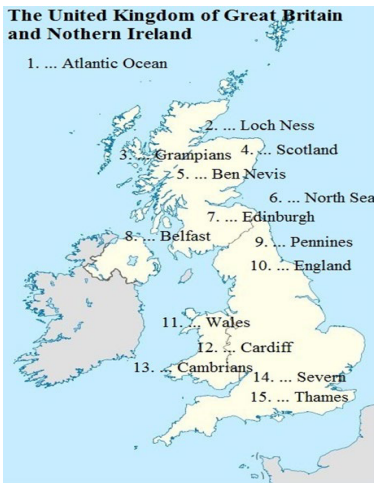 The United Kingdom of Great Britain
and Nothern Ireland
1. ... Atlantic Ocean
2. ... Loch Ness
3. ... Grampians
4. ... Scotland
5. ... Ben Nevis
6. ... North Sea
7. ... Edinburgh
8. ... Belfast
9. ... Pennines
10. ... England
11. ... Wales
12. ... Cardiff
13. ... Cambrians
14. ... Severn
15. ... Thames